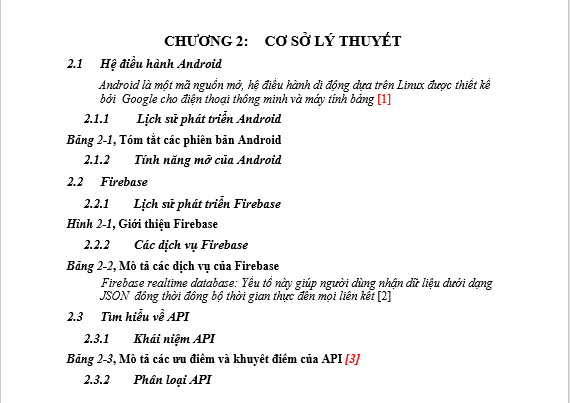 CHƯƠNG 2: CƠ SỞ LÝ THUYẾT
2.1 Hệ điều hành Android
Android là một mã nguồn mở, hệ điều hành di động dựa trên Linux được thiết kế
bởi Google cho điện thoại thông minh và máy tính bảng [1]
2.1.1 Lịch sử phát triển Android
Bảng 2-1, Tóm tắt các phiên bản Android
2.1.2 Tính năng mở của Android
2.2 Firebase
2.2.1 Lịch sử phát triển Firebase
Hình 2-1, Giới thiệu Firebase
2.2.2 Các dịch vụ Firebase
Bảng 2-2, Mô tả các dịch vụ của Firebase
Firebase realtime database: Yếu tố này giúp người dùng nhận dữ liệu dưới dạng
JSON đồng thời đồng bộ thời gian thực đến mọi liên kết [2]
2.3 Tìm hiểu về API
2.3.1 Khái niệm API
Bảng 2-3, Mô tả các ưu điểm và khuyết điểm của API [3]
2.3.2 Phân loại API